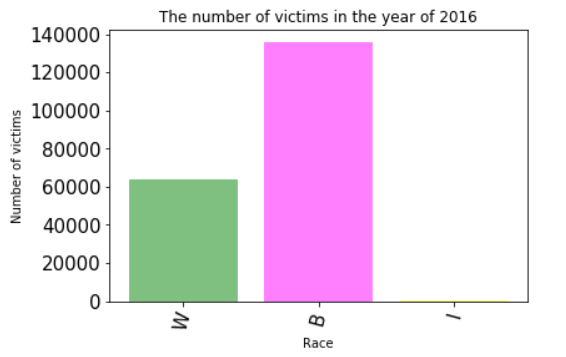 The number of victims in the year of 2016
Number of victims
140000
120000
100000
80000
60000
40000
20000
0
W
B
I
Race